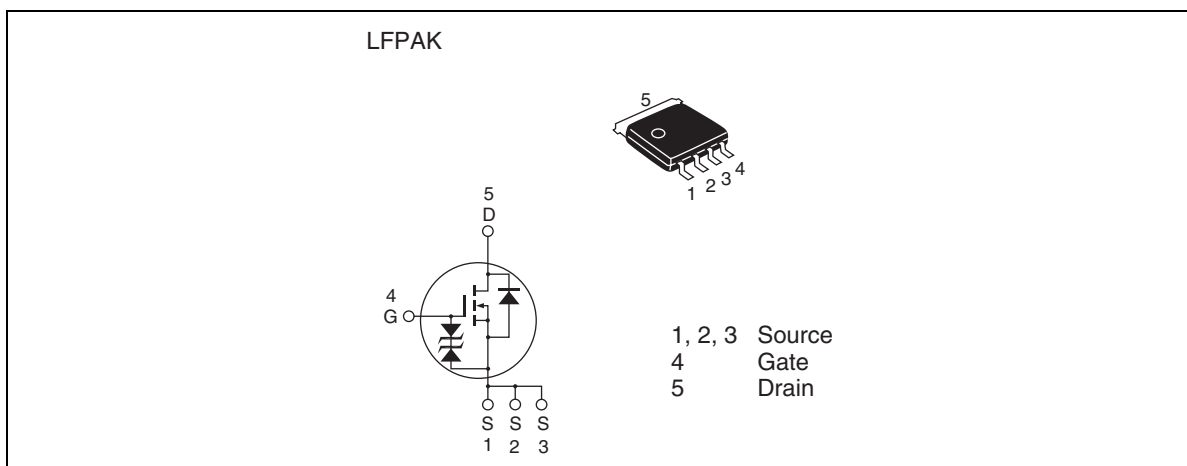 LFPAK
5
1 2 3 4
5
D
4
G
1, 2, 3 Source
4 Gate
5 Drain
S S S
1 2 3